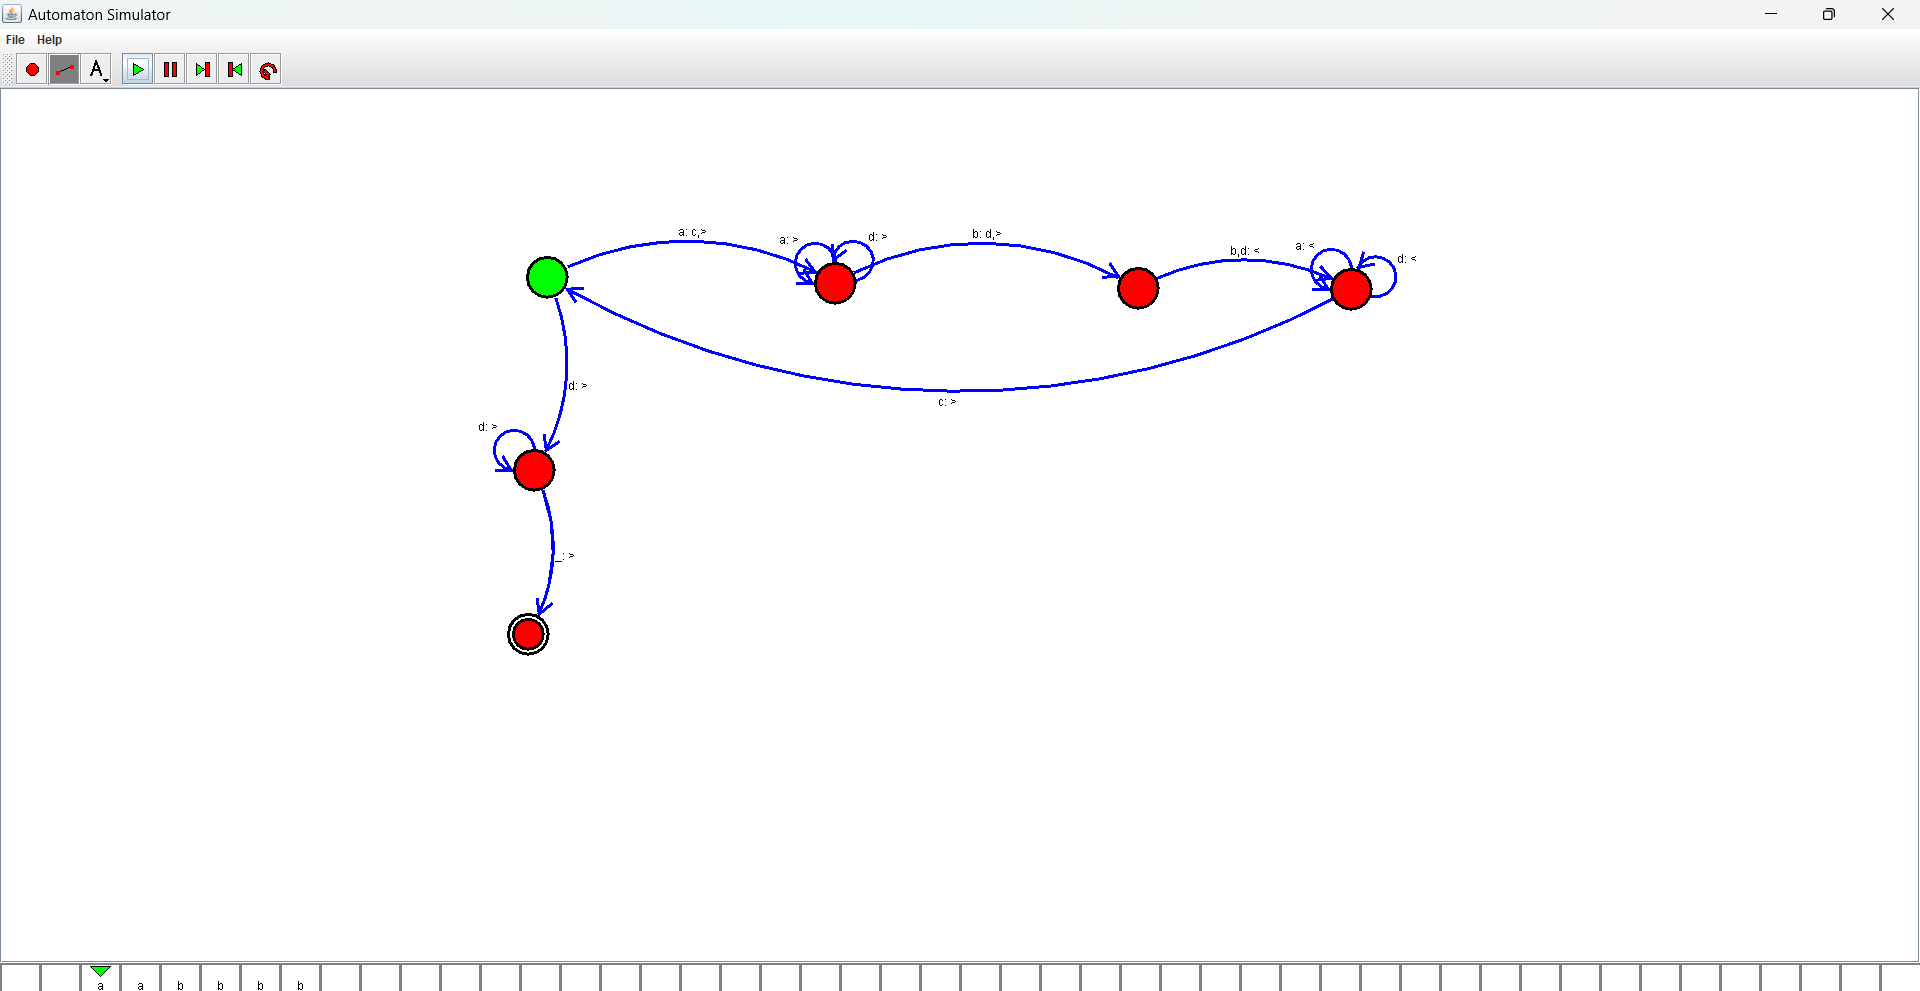 Automaton Simulator
File Help
A
a: c,>
a: >
d: >
b: d,>
b,d: <
a: <
d: <
c: >
d: >
d: >
_: >
a a b b b b